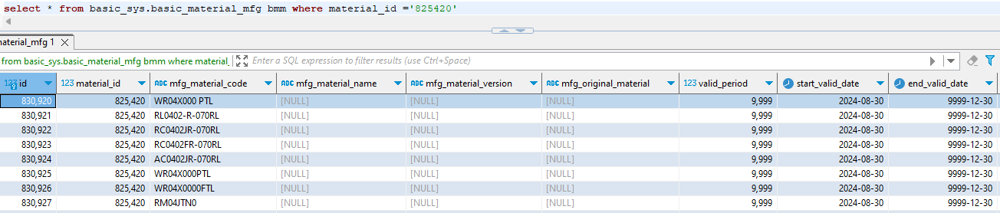 select * from basic_sys.basic_material_mfg bmm where material_id ='825420'
naterial_mfg 1
from basic_sys.basic_material_mfg bmm where material_ Enter a SQL expression to filter results (use Ctrl+Space)
123 id 123 material_id ABC mfg_material_code ABC mfg_material_name ABC mfg_material_version ABC mfg_original_material 123 valid_period start_valid_date end_valid_date
830,920 825,420 WR04X000 PTL [NULL] [NULL] [NULL] 9,999 2024-08-30 9999-12-30
830,921 825,420 RL0402-R-070RL [NULL] [NULL] [NULL] 9,999 2024-08-30 9999-12-30
830,922 825,420 RC0402JR-070RL [NULL] [NULL] [NULL] 9,999 2024-08-30 9999-12-30
830,923 825,420 RC0402FR-070RL [NULL] [NULL] [NULL] 9,999 2024-08-30 9999-12-30
830,924 825,420 AC0402JR-070RL [NULL] [NULL] [NULL] 9,999 2024-08-30 9999-12-30
830,925 825,420 WR04X000PTL [NULL] [NULL] [NULL] 9,999 2024-08-30 9999-12-30
830,926 825,420 WR04X0000FTL [NULL] [NULL] [NULL] 9,999 2024-08-30 9999-12-30
830,927 825,420 RM04JTN0 [NULL] [NULL] [NULL] 9,999 2024-08-30 9999-12-30